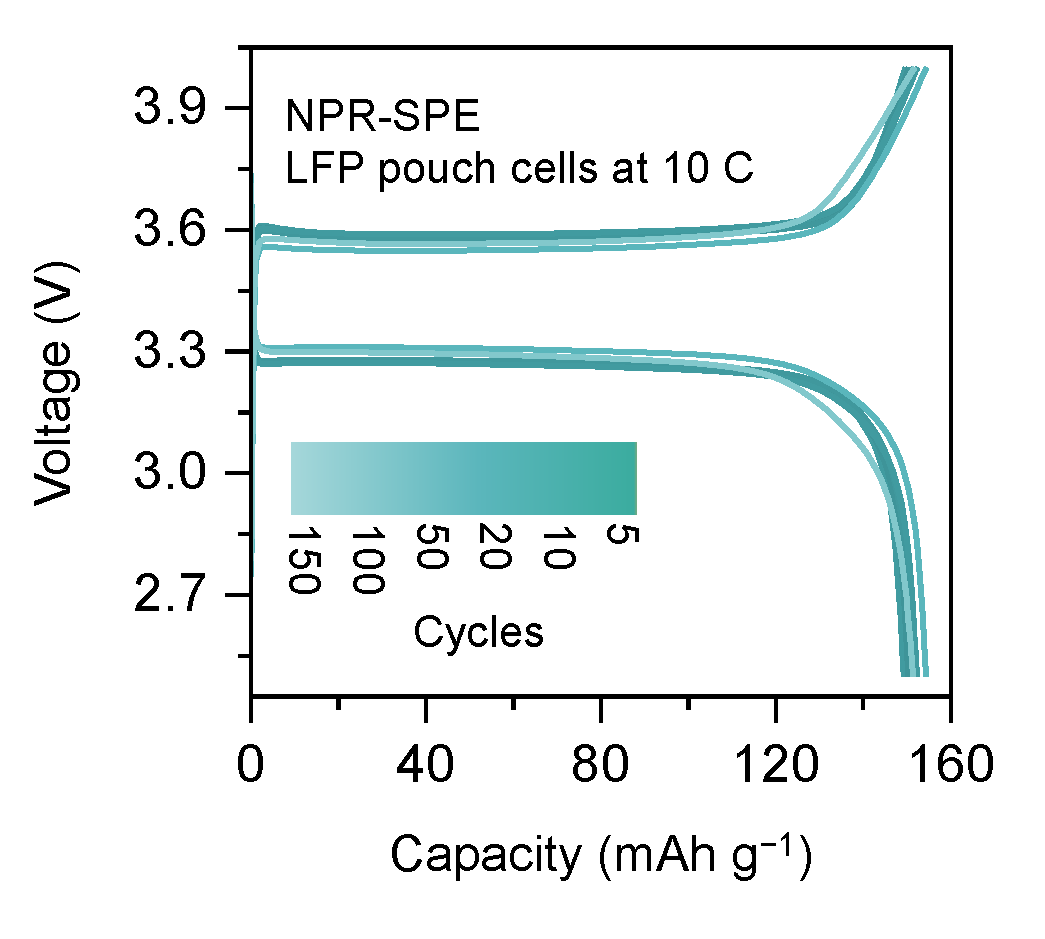 NPR-SPE
LFP pouch cells at 10 C
3.9
3.6
3.3
3.0
2.7
Voltage (V)
150 100 50 20 10 5
Cycles
0 40 80 120 160
Capacity (mAh g⁻¹)